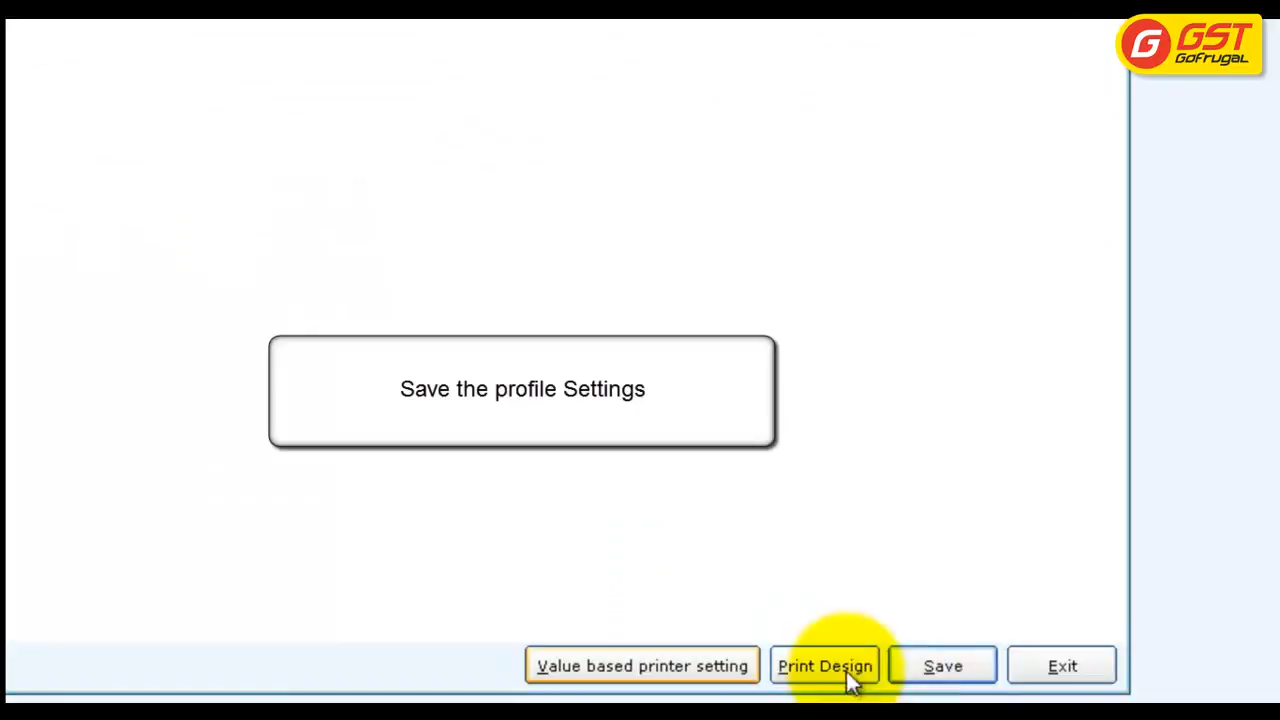 G GST
GOFRUGAL
Save the profile Settings
Value based printer setting Print Design Save Exit